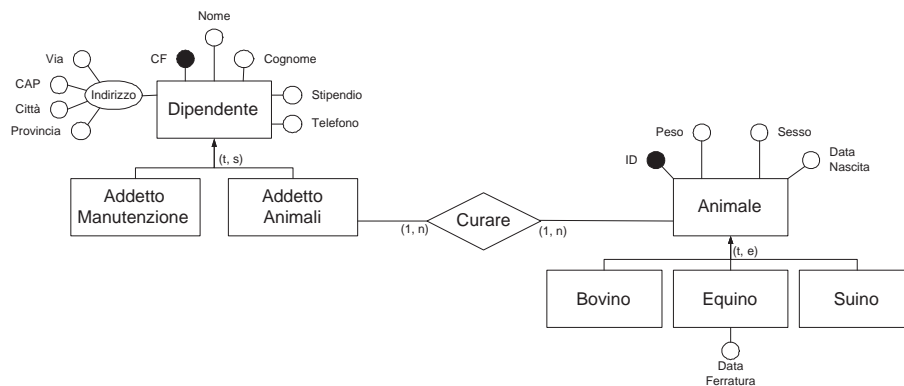 Nome
Via
CF
Cognome
CAP
Indirizzo
Dipendente
Stipendio
Città
Provincia
Telefono
(t, s)
Addetto
Manutenzione
Addetto
Animali
Curare
(1, n)
(1, n)
Peso
Sesso
ID
Data
Nascita
Animale
(t, e)
Bovino
Equino
Suino
Data
Ferratura